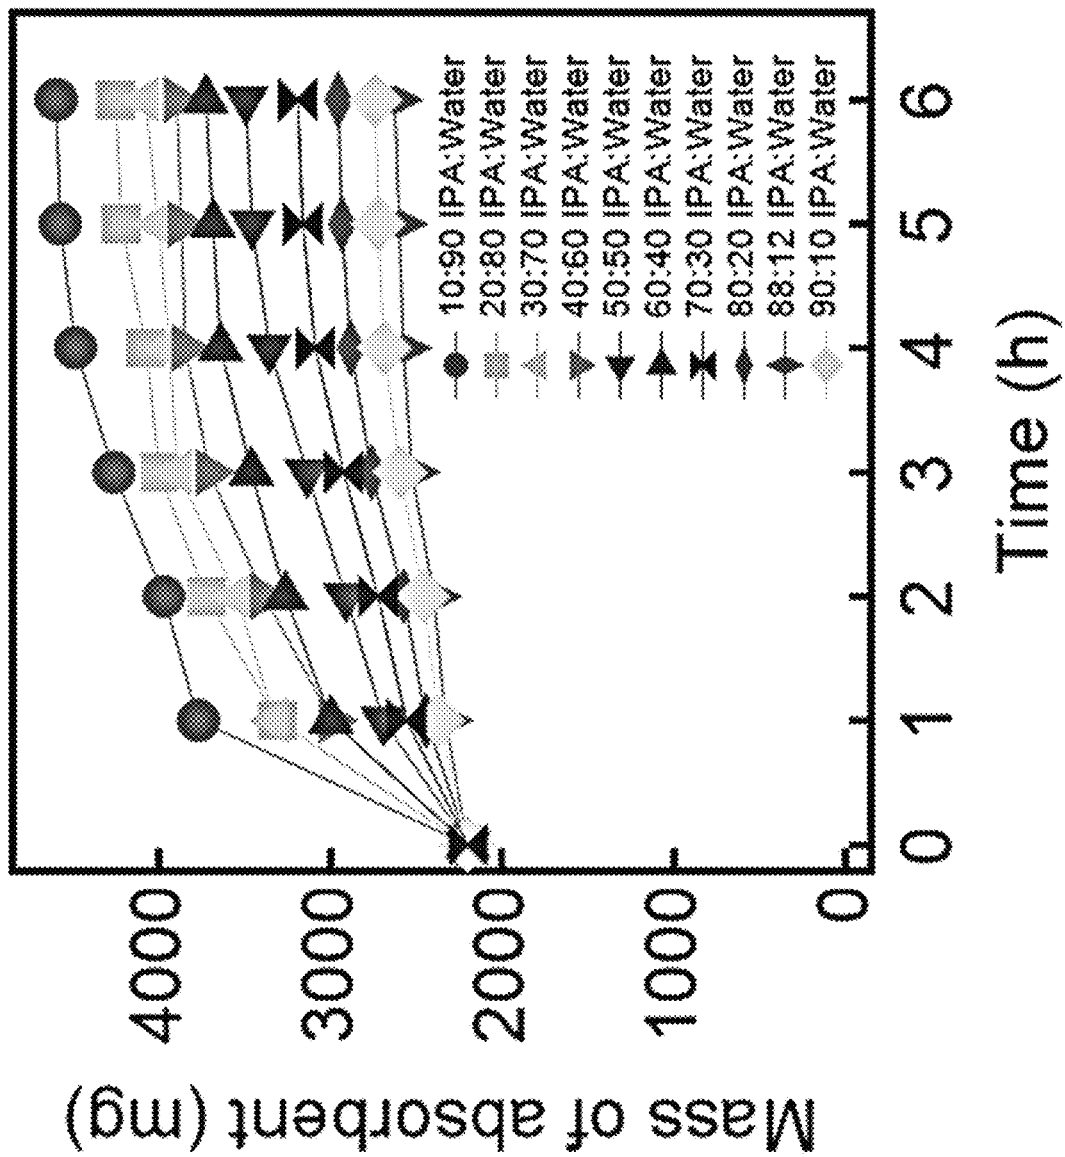 Mass of absorbent (mg)
4000
3000
2000
1000
0
0
1
2
3
4
5
6
Time (h)
10:90 IPA:Water
20:80 IPA:Water
30:70 IPA:Water
40:60 IPA:Water
50:50 IPA:Water
60:40 IPA:Water
70:30 IPA:Water
80:20 IPA:Water
88:12 IPA:Water
90:10 IPA:Water